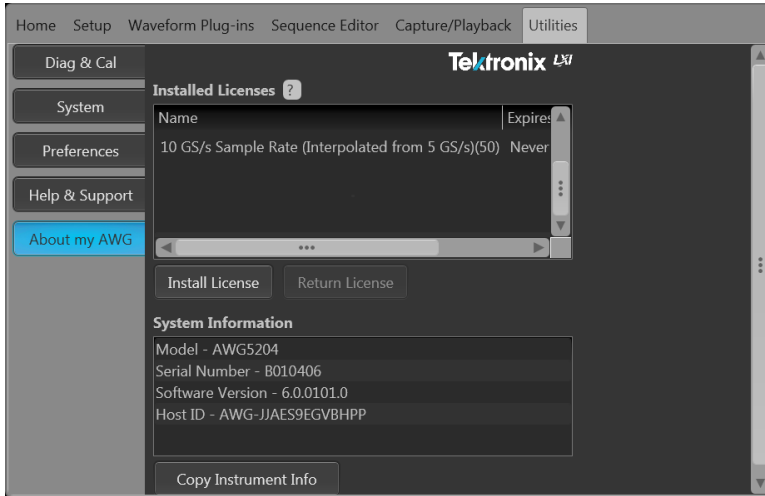 Home Setup Waveform Plug-ins Sequence Editor Capture/Playback Utilities
Diag & Cal
System
Preferences
Help & Support
About my AWG
Tektronix LXI
Installed Licenses ?
Name Expires
10 GS/s Sample Rate (Interpolated from 5 GS/s)(50) Never
Install License Return License
System Information
Model - AWG5204
Serial Number - B010406
Software Version - 6.0.0101.0
Host ID - AWG-JJAES9EGVBHPP
Copy Instrument Info